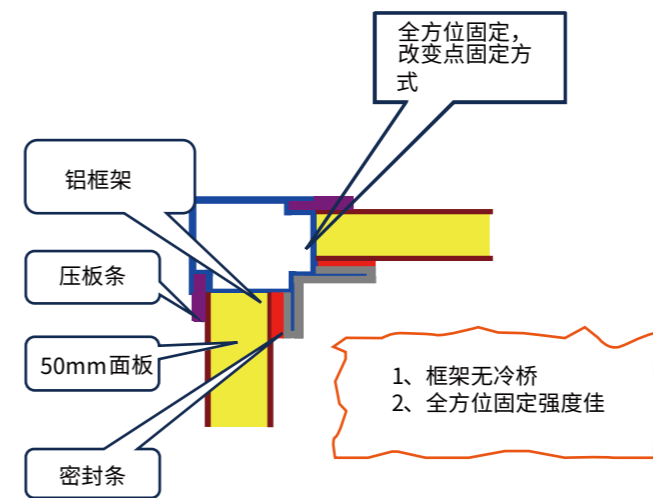 全方位固定，
改变点固定方
式
铝框架
压板条
50mm面板
密封条
1、框架无冷桥
2、全方位固定强度佳